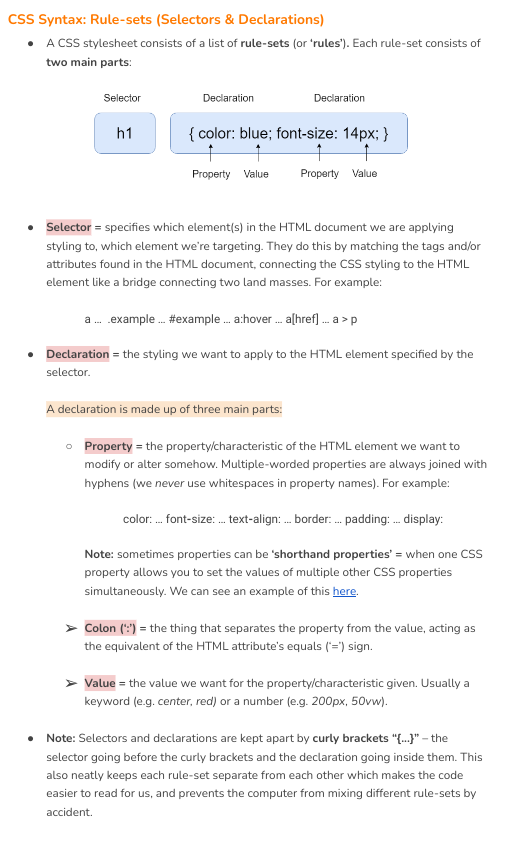 CSS Syntax: Rule-sets (Selectors & Declarations)
● A CSS stylesheet consists of a list of rule-sets (or ‘rules’). Each rule-set consists of
two main parts:
Selector Declaration Declaration
h1 { color: blue; font-size: 14px; }
Property Value Property Value
● Selector = specifies which element(s) in the HTML document we are applying
styling to, which element we’re targeting. They do this by matching the tags and/or
attributes found in the HTML document, connecting the CSS styling to the HTML
element like a bridge connecting two land masses. For example:
a ... .example ... #example ... a:hover ... a[href] ... a > p
● Declaration = the styling we want to apply to the HTML element specified by the
selector.
A declaration is made up of three main parts:
○ Property = the property/characteristic of the HTML element we want to
modify or alter somehow. Multiple-worded properties are always joined with
hyphens (we never use whitespaces in property names). For example:
color: ... font-size: ... text-align: ... border: ... padding: ... display:
Note: sometimes properties can be ‘shorthand properties’ = when one CSS
property allows you to set the values of multiple other CSS properties
simultaneously. We can see an example of this here.
➢ Colon (‘:’) = the thing that separates the property from the value, acting as
the equivalent of the HTML attribute’s equals (‘=’) sign.
➢ Value = the value we want for the property/characteristic given. Usually a
keyword (e.g. center, red) or a number (e.g. 200px, 50vw).
● Note: Selectors and declarations are kept apart by curly brackets “{...}” – the
selector going before the curly brackets and the declaration going inside them. This
also neatly keeps each rule-set separate from each other which makes the code
easier to read for us, and prevents the computer from mixing different rule-sets by
accident.